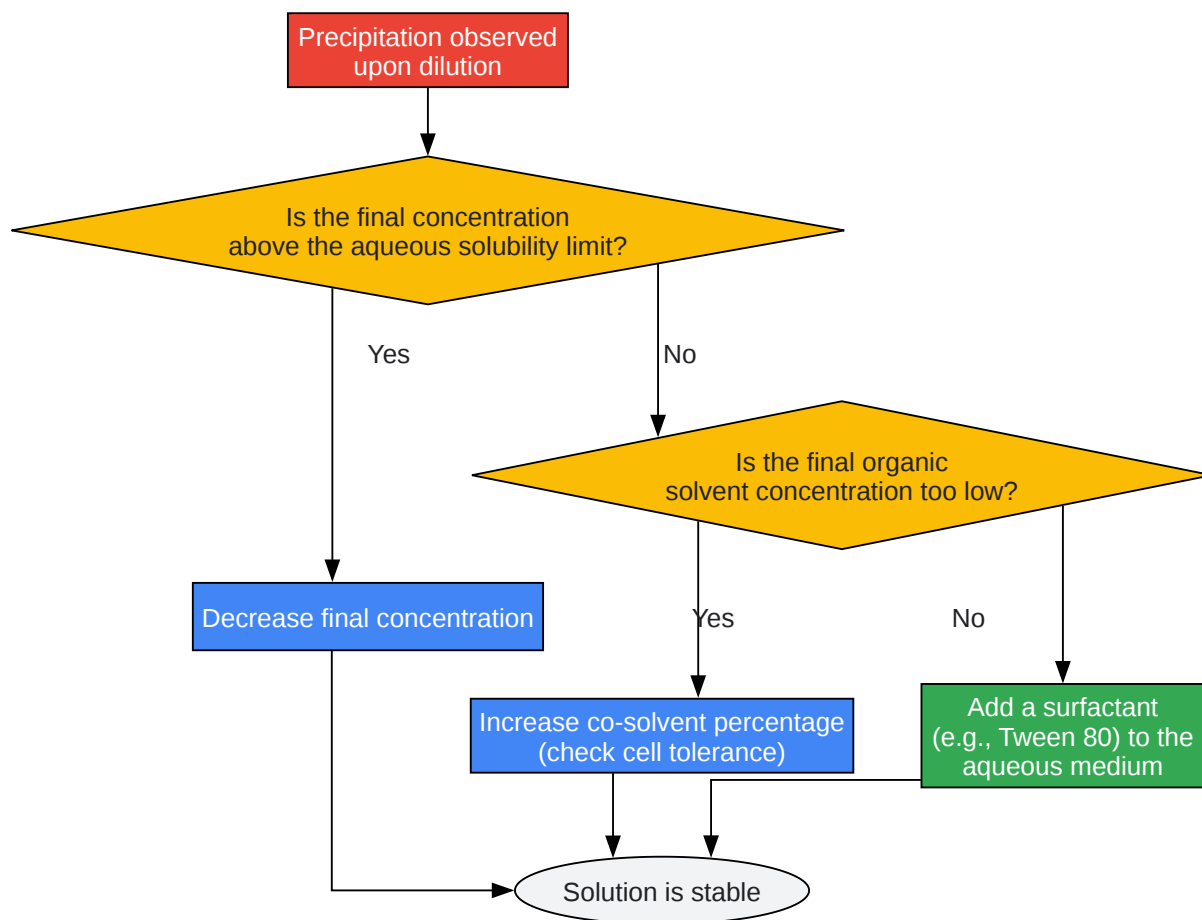 Precipitation observed
upon dilution
Is the final concentration
above the aqueous solubility limit?
Yes
No
Is the final organic
solvent concentration too low?
Decrease final concentration
Yes
No
Increase co-solvent percentage
(check cell tolerance)
Add a surfactant
(e.g., Tween 80) to the
aqueous medium
Solution is stable